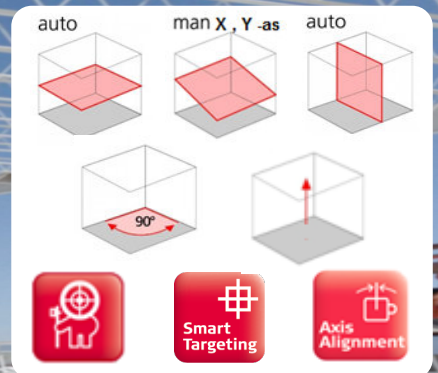 auto
man X , Y -as
auto
90°
Smart
Targeting
Axis
Alignment